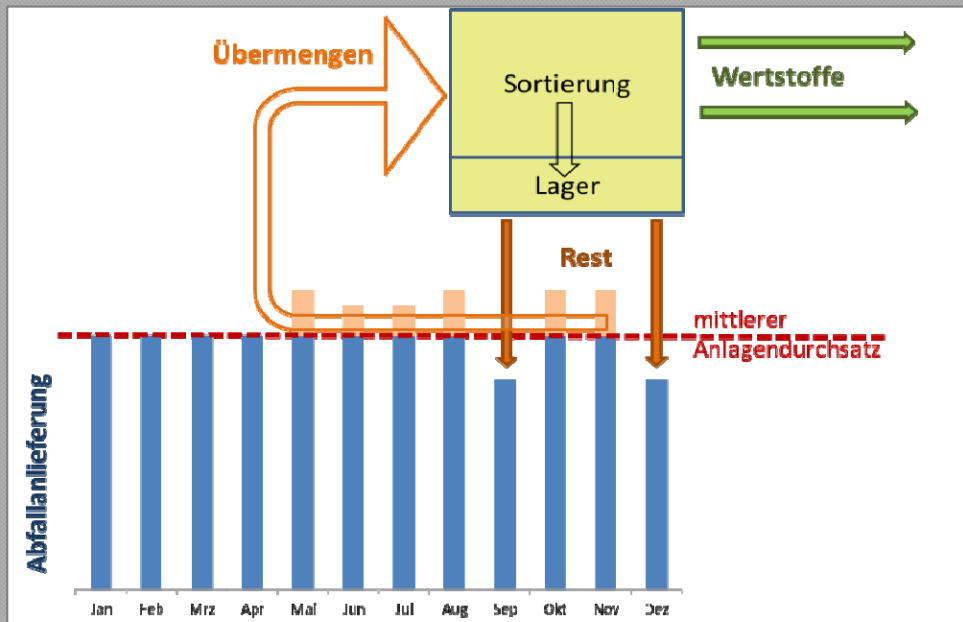 Übermengen
Sortierung
Wertstoffe
Lager
Rest
mittlerer
Anlagendurchsatz
Abfallanlieferung
Jan Feb Mrz Apr Mai Jun Jul Aug Sep Okt Nov Dez